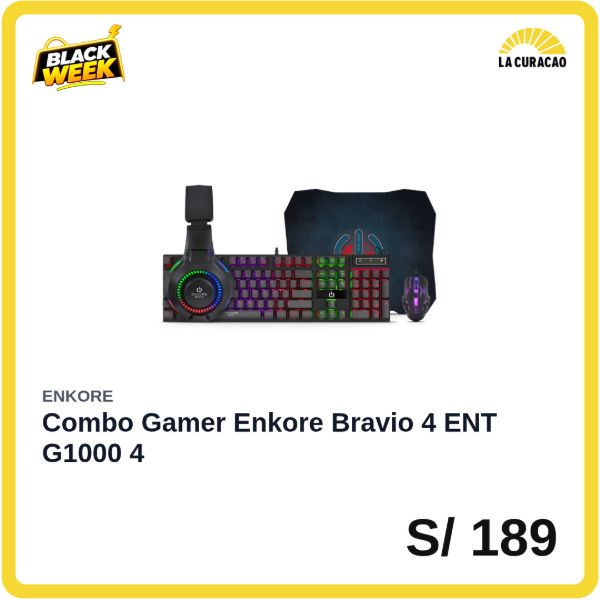 BLACK
WEEK
LA CURACAO
ENKORE
Combo Gamer Enkore Bravio 4 ENT
G1000 4
S/ 189